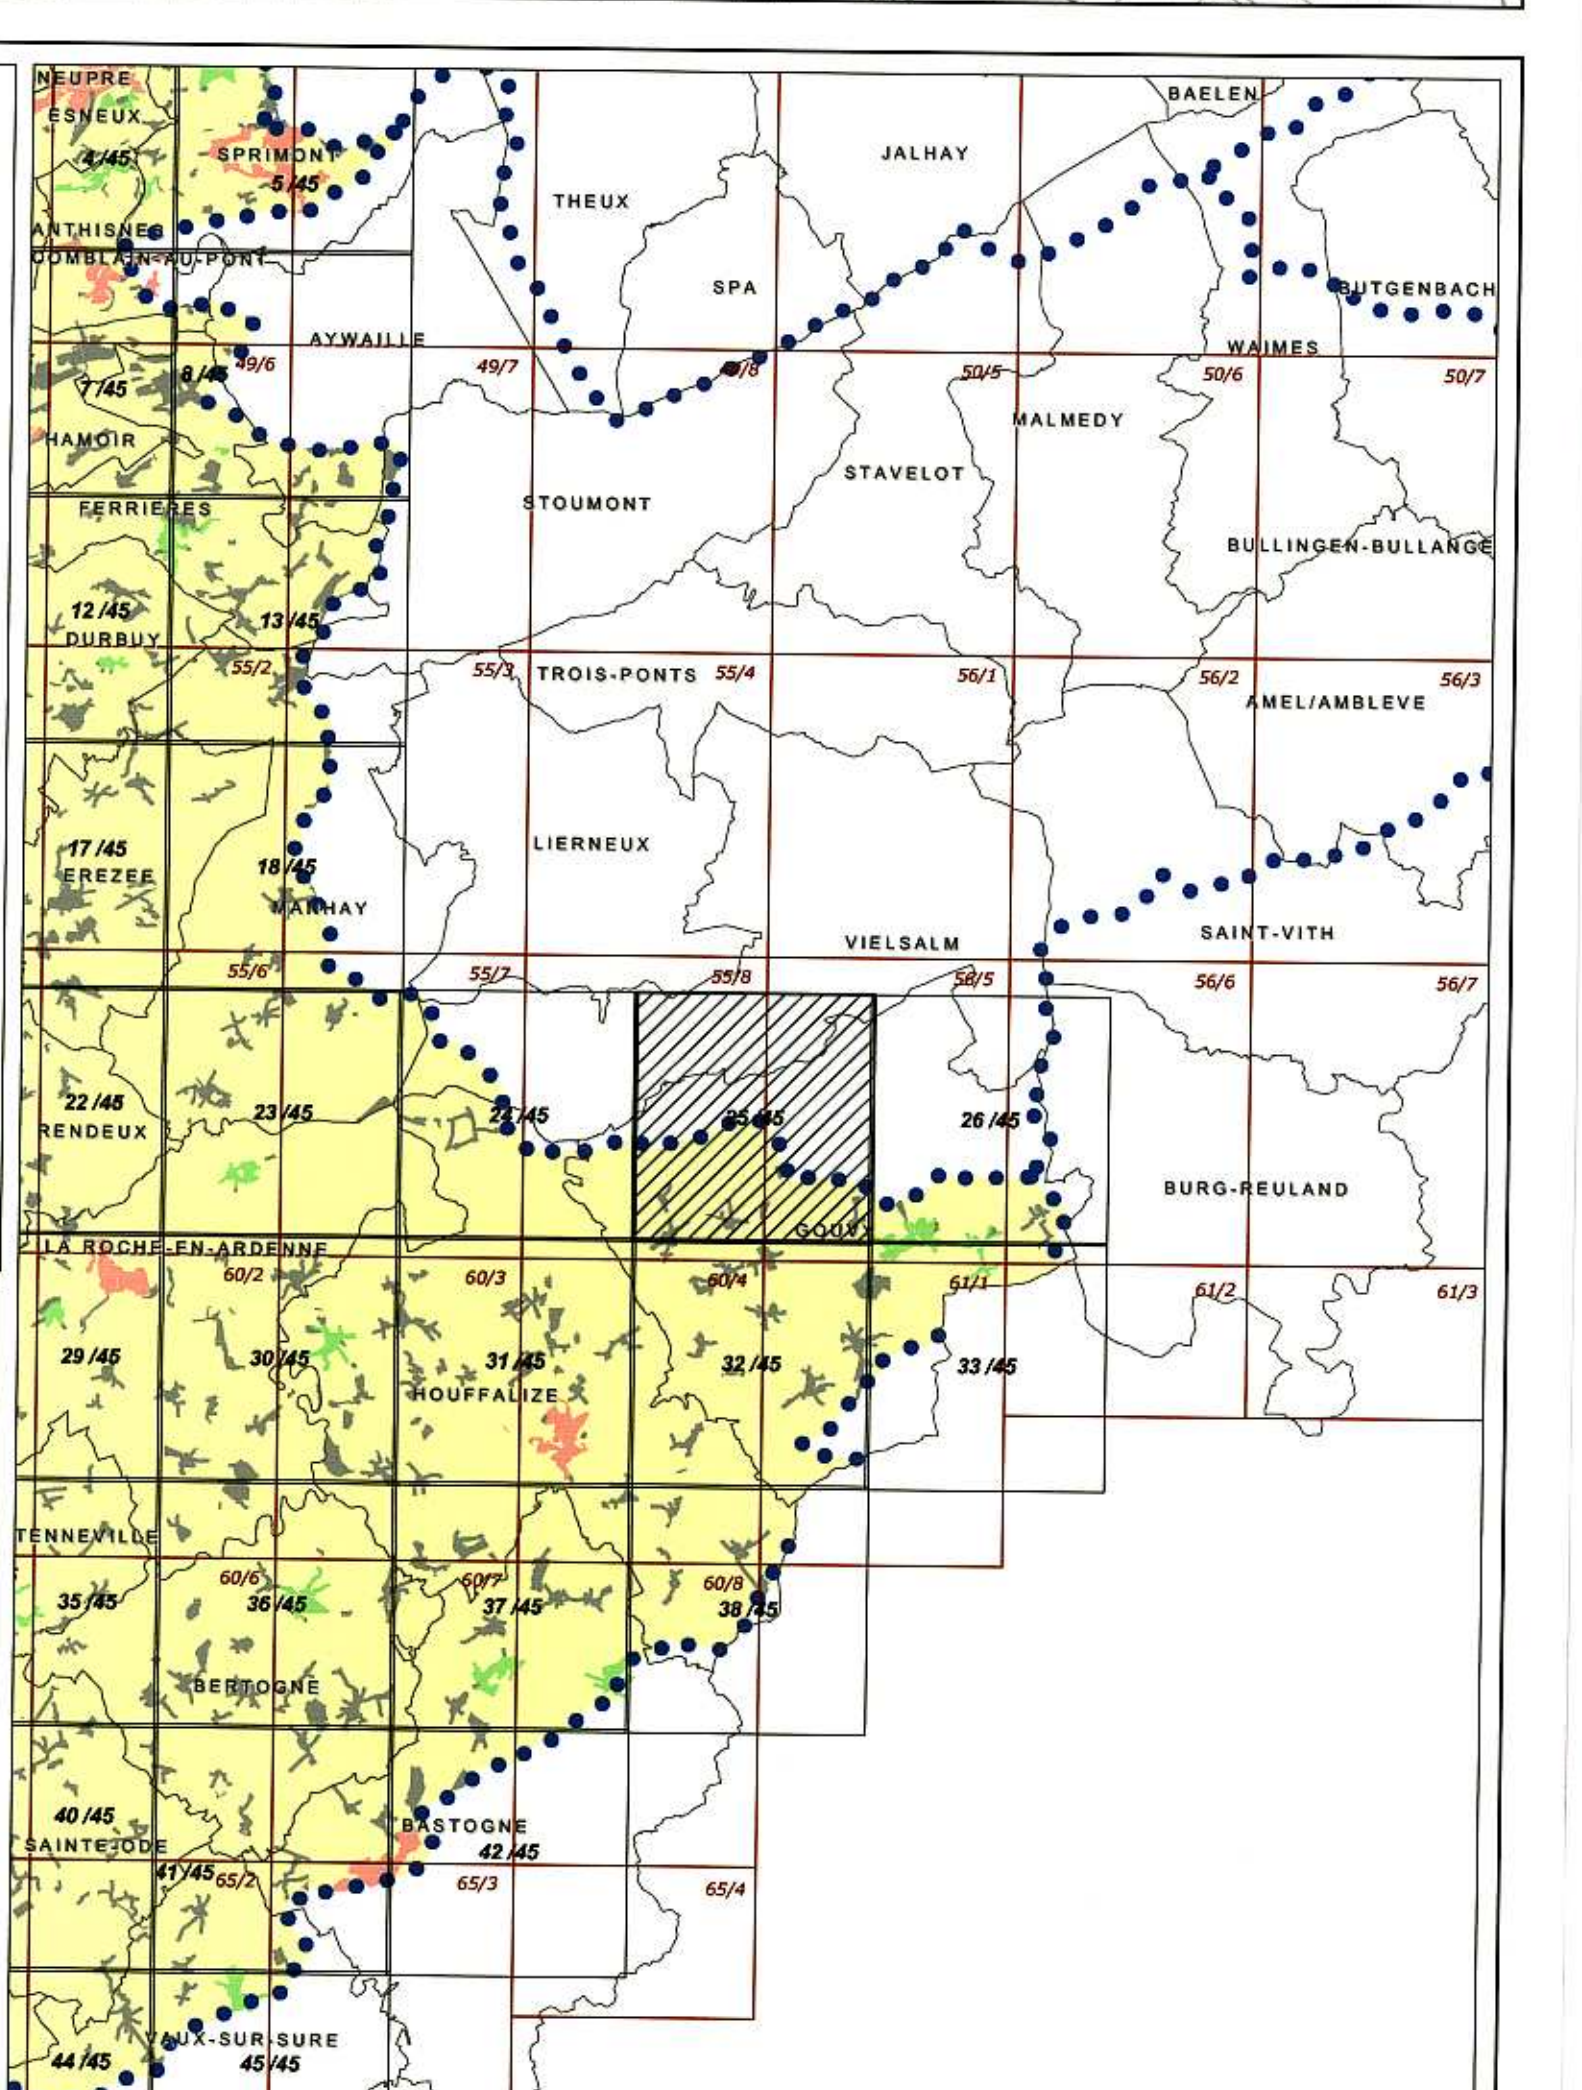 NEUPRE
BAELEN
ESNEUX
4 /45
SPRIMONT
JALHAY
5 /45
THEUX
ANTHISNES
COMBLAIN-AU-PONT
SPA
BUTGENBACH
AYWAILLE
WAIMES
49/6
49/7
50/5
50/6
50/7
7 /45
8 /45
MALMEDY
HAMOIR
STAVELOT
STOUMONT
FERRIERES
BULLINGEN-BULLANGE
12 /45
13 /45
DURBUY
55/2
55/3
TROIS-PONTS
55/4
56/1
56/2
56/3
AMEL/AMBLEVE
17 /45
LIERNEUX
EREZEE
18 /45
MANHAY
VIELSALM
SAINT-VITH
55/6
55/7
55/8
56/5
56/6
56/7
22 /45
23 /45
24 /45
25 /45
26 /45
RENDEUX
BURG-REULAND
GOUVY
LA ROCHE-EN-ARDENNE
60/2
60/3
60/4
61/1
61/2
61/3
29 /45
30 /45
31 /45
32 /45
33 /45
HOUFFALIZE
TENNEVILLE
60/6
60/7
60/8
35 /45
36 /45
37 /45
38 /45
BERTOGNE
40 /45
BASTOGNE
SAINTE-ODE
42 /45
41 /45
65/2
65/3
65/4
VAUX-SUR-SURE
44 /45
45 /45